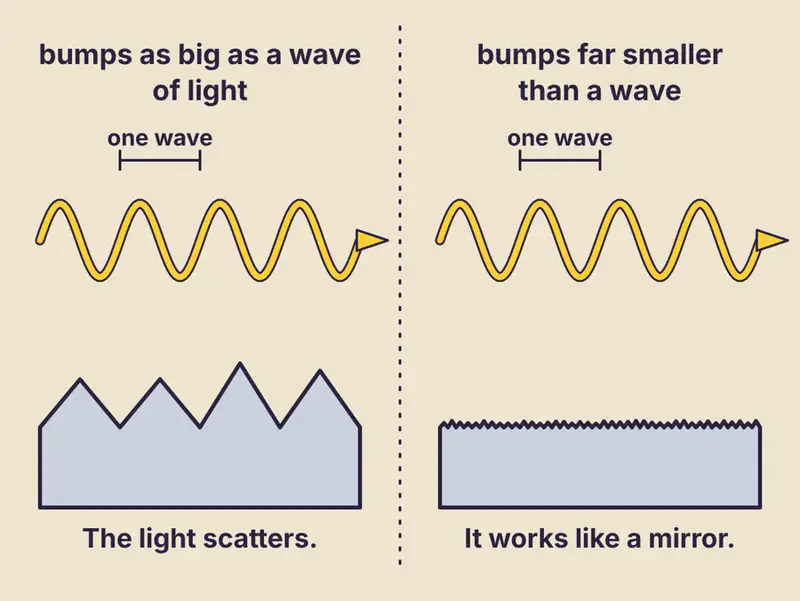 bumps as big as a wave
of light
one wave
The light scatters.
bumps far smaller
than a wave
one wave
It works like a mirror.